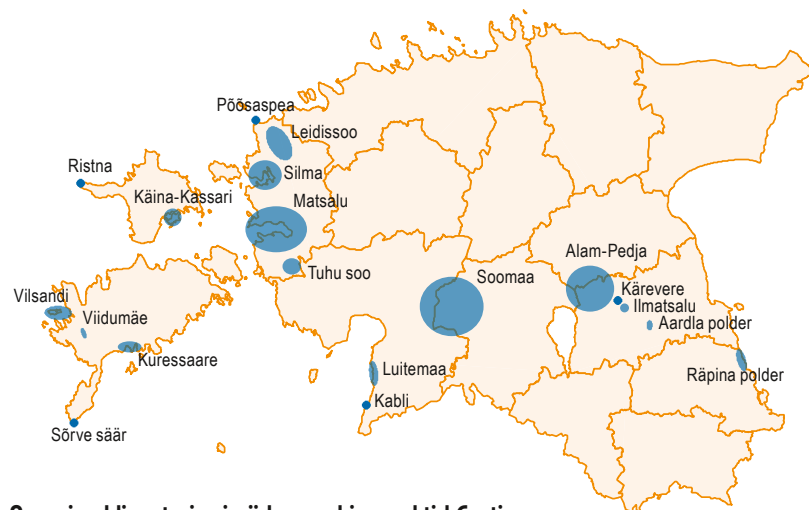 Põõsaspea
Leidissoo
Ristna
Silma
Käina-Kassari
Matsalu
Alam-Pedja
Tuhu soo
Soomaa
Kärevere
Vilsandi
Ilmatsalu
Viidumäe
Aardla polder
Kuressaare
Luitemaa
Räpina polder
Kabli
Sõrve säär